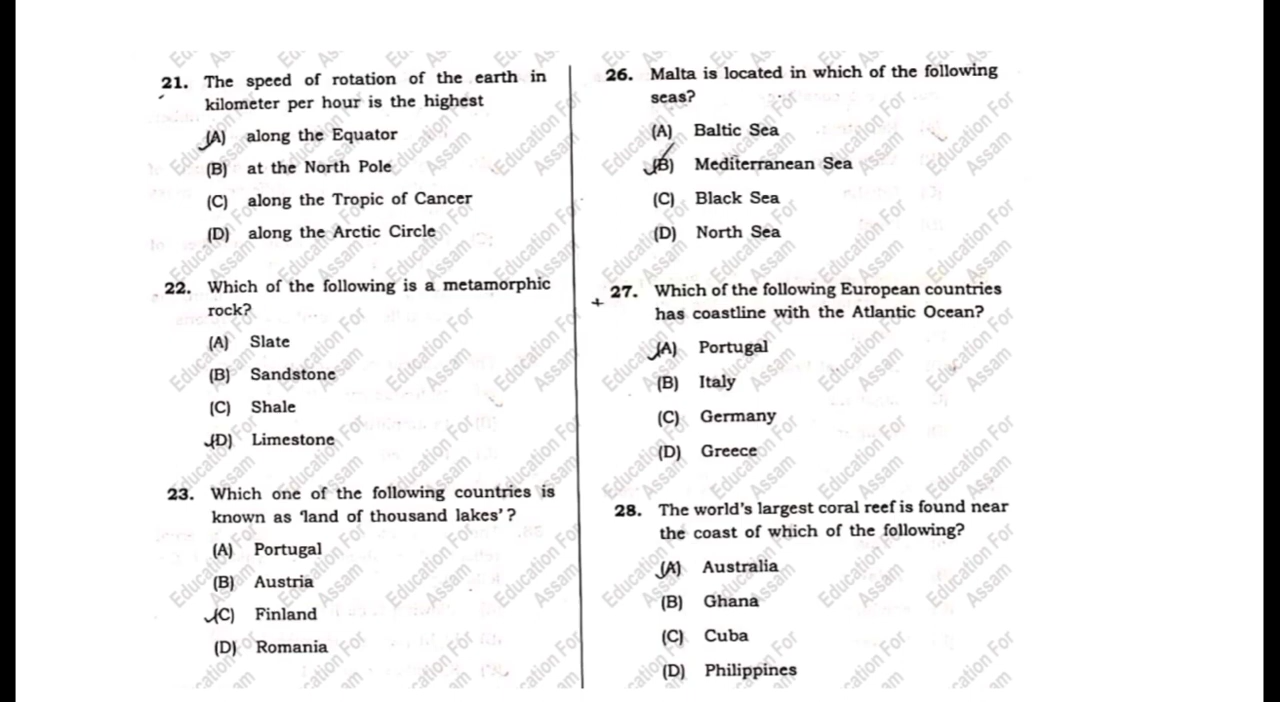 21. The speed of rotation of the earth in
kilometer per hour is the highest
(A) along the Equator
(B) at the North Pole
(C) along the Tropic of Cancer
(D) along the Arctic Circle
22. Which of the following is a metamorphic
rock?
(A) Slate
(B) Sandstone
(C) Shale
(D) Limestone
23. Which one of the following countries is
known as 'land of thousand lakes'?
(A) Portugal
(B) Austria
(C) Finland
(D) Romania
26. Malta is located in which of the following
seas?
(A) Baltic Sea
(B) Mediterranean Sea
(C) Black Sea
(D) North Sea
27. Which of the following European countries
has coastline with the Atlantic Ocean?
(A) Portugal
(B) Italy
(C) Germany
(D) Greece
28. The world's largest coral reef is found near
the coast of which of the following?
(A) Australia
(B) Ghana
(C) Cuba
(D) Philippines
Education For
Assam